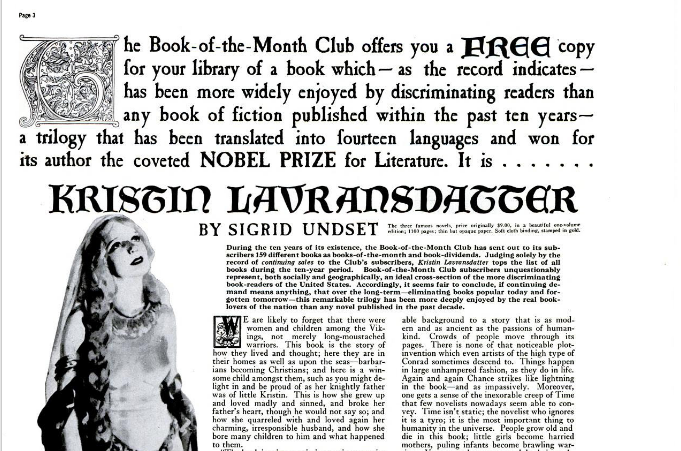 Page 3
The Book-of-the-Month Club offers you a FREE copy
for your library of a book which — as the record indicates —
has been more widely enjoyed by discriminating readers than
any book of fiction published within the past ten years—
a trilogy that has been translated into fourteen languages and won for
its author the coveted NOBEL PRIZE for Literature. It is . . . . . . .
KRISTIN LAVRANSDATTER
BY SIGRID UNDSET
The three famous novels, price originally $9.00, in a beautiful one-volume
edition; 1100 pages; thin but opaque paper. Soft cloth binding, stamped in gold.
During the ten years of its existence, the Book-of-the-Month Club has sent out to its sub-
scribers 159 different books as books-of-the-month and book-dividends. Judging solely by the
record of continuing sales to the Club's subscribers, Kristin Lavransdatter tops the list of all
books during the ten-year period. Book-of-the-Month Club subscribers unquestionably
represent, both socially and geographically, an ideal cross-section of the more discriminating
book-readers of the United States. Accordingly, it seems fair to conclude, if continuing de-
mand means anything, that over the long-term—eliminating books popular today and for-
gotten tomorrow—this remarkable trilogy has been more deeply enjoyed by the real book-
lovers of the nation than any novel published in the past decade.
WE are likely to forget that there were
women and children among the Vik-
ings, not merely long-moustached
warriors. This book is the story of
how they lived and thought; here they are in
their homes as well as upon the seas—barbar-
ians becoming Christians; and here is a win-
some child amongst them, such as you might de-
light in and be proud of as her knightly father
was of little Kristin. This is how she grew up
and loved madly and sinned, and broke her
father's heart, though he would not say so; and
how she quarreled with and loved again her
charming, irresponsible husband, and how she
bore many children to him and what happened
to them.
able background to a story that is as mod-
ern and as ancient as the passions of human-
kind. Crowds of people move through its
pages. There is none of that noticeable plot-
invention which even artists of the high type of
Conrad sometimes descend to. Things happen
in large unhampered fashion, as they do in life.
Again and again Chance strikes like lightning
in the book—and as impassively. Moreover,
one gets a sense of the inexorable creep of Time
that few novelists nowadays seem able to con-
vey. Time isn't static; the novelist who ignores
it is a tyro; it is the most important thing to
humanity in the universe. People grow old and
die in this book; little girls become harried
mothers, puling infants become brawling war-